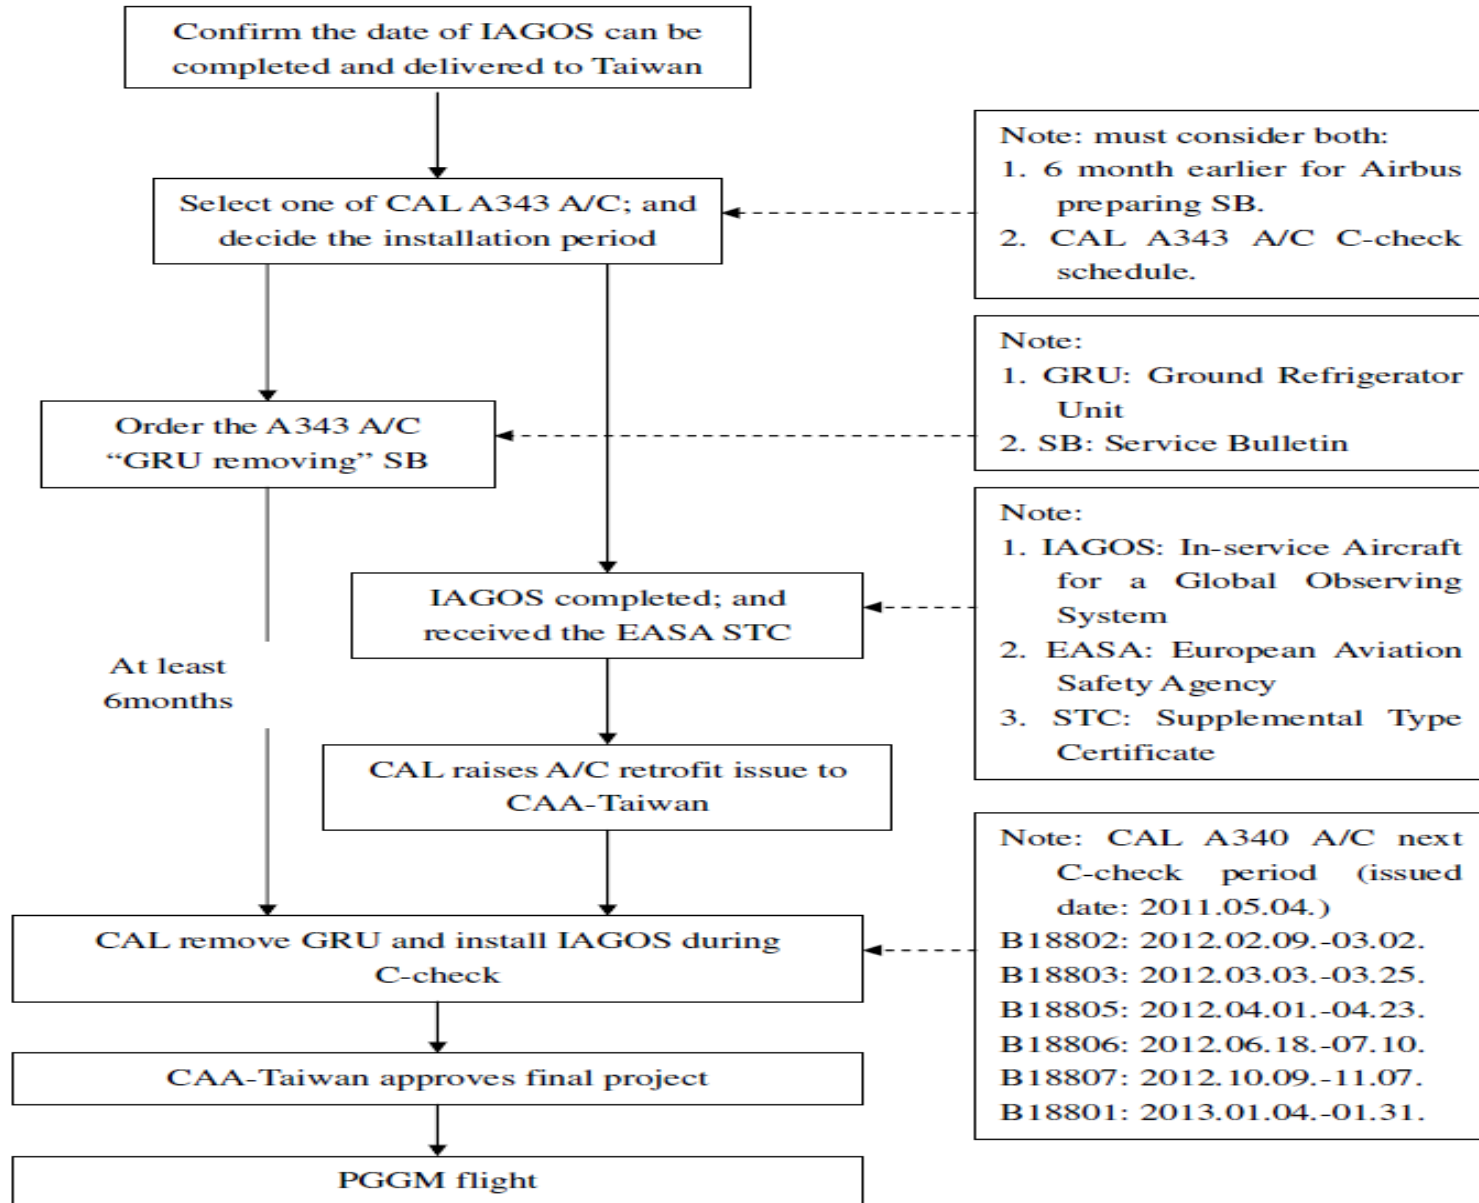 Confirm the date of IAGOS can be
completed and delivered to Taiwan
Note: must consider both:
1. 6 month earlier for Airbus
preparing SB.
2. CAL A343 A/C C-check
schedule.
Select one of CAL A343 A/C; and
decide the installation period
Note:
1. GRU: Ground Refrigerator
Unit
2. SB: Service Bulletin
Order the A343 A/C
“GRU removing” SB
Note:
1. IAGOS: In-service Aircraft
for a Global Observing
System
2. EASA: European Aviation
Safety Agency
3. STC: Supplemental Type
Certificate
IAGOS completed; and
received the EASA STC
At least
6months
CAL raises A/C retrofit issue to
CAA-Taiwan
Note: CAL A340 A/C next
C-check period (issued
date: 2011.05.04.)
B18802: 2012.02.09.-03.02.
B18803: 2012.03.03.-03.25.
B18805: 2012.04.01.-04.23.
B18806: 2012.06.18.-07.10.
B18807: 2012.10.09.-11.07.
B18801: 2013.01.04.-01.31.
CAL remove GRU and install IAGOS during
C-check
CAA-Taiwan approves final project
PGGM flight